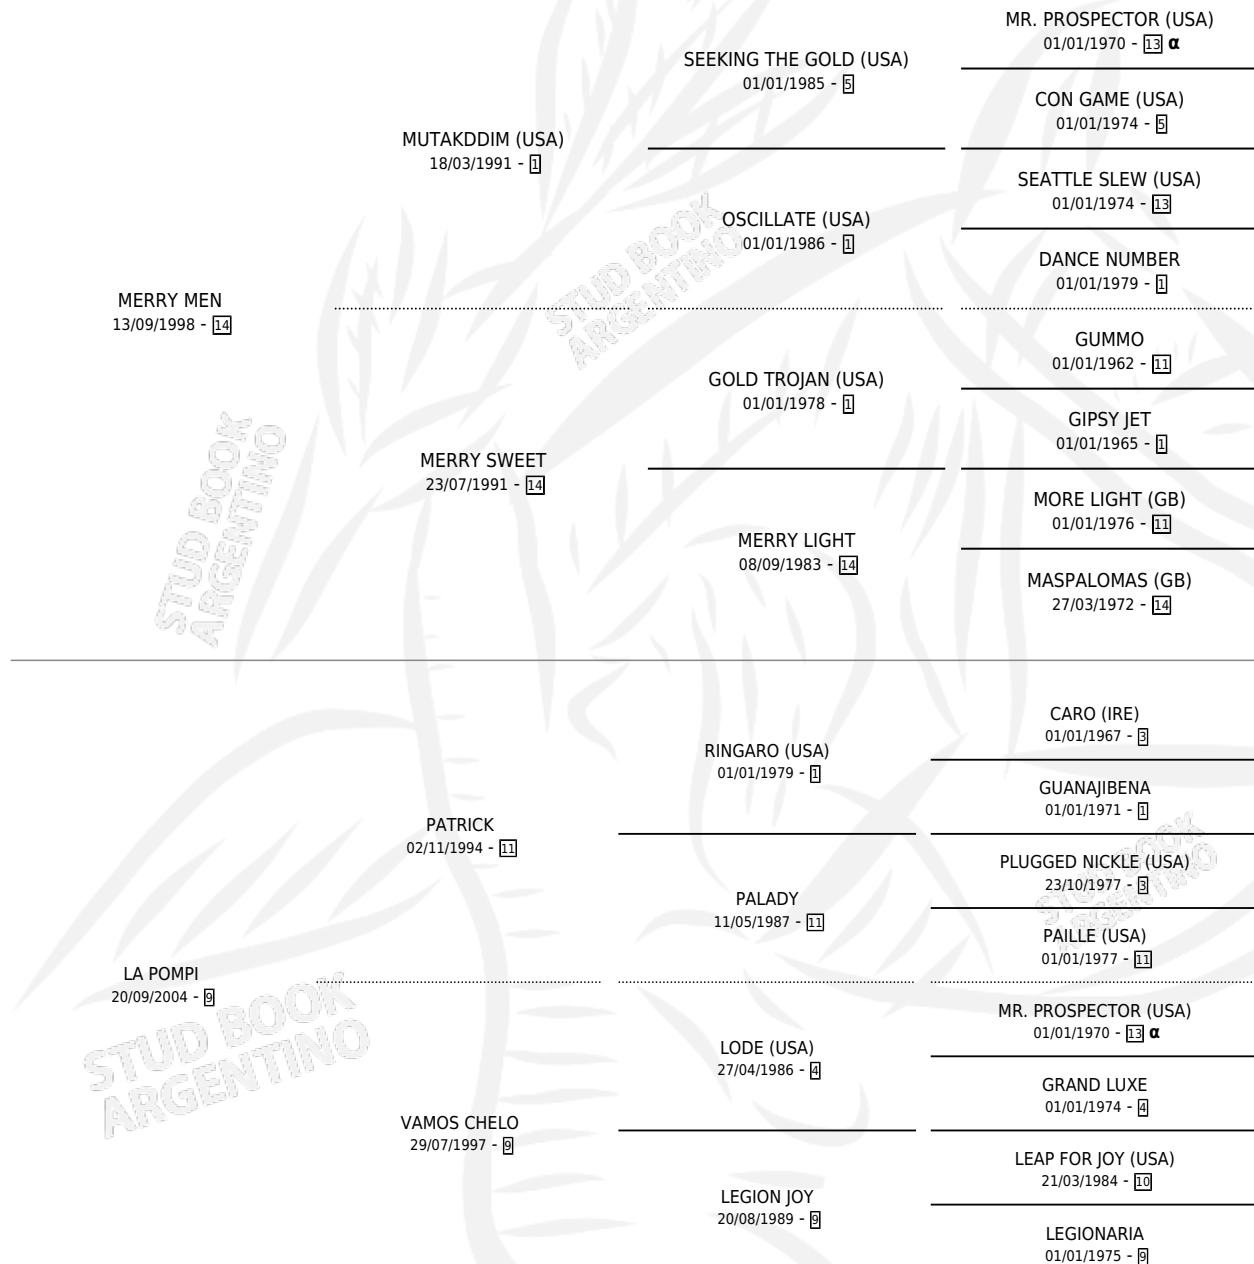 MR. PROSPECTOR (USA)
01/01/1970 - 13 α
SEEKING THE GOLD (USA)
01/01/1985 - 5
CON GAME (USA)
01/01/1974 - 5
MUTAKDDIM (USA)
18/03/1991 - 1
SEATTLE SLEW (USA)
01/01/1974 - 13
OSCILLATE (USA)
01/01/1986 - 1
DANCE NUMBER
01/01/1979 - 1
MERRY MEN
13/09/1998 - 14
GUMMO
01/01/1962 - 11
GOLD TROJAN (USA)
01/01/1978 - 1
GIPSY JET
01/01/1965 - 1
MERRY SWEET
23/07/1991 - 14
MORE LIGHT (GB)
01/01/1976 - 11
MERRY LIGHT
08/09/1983 - 14
MASPALOMAS (GB)
27/03/1972 - 14
CARO (IRE)
01/01/1967 - 3
RINGARO (USA)
01/01/1979 - 1
GUANAJIBENA
01/01/1971 - 1
PATRICK
02/11/1994 - 11
PLUGGED NICKLE (USA)
23/10/1977 - 3
PALADY
11/05/1987 - 11
PAILLE (USA)
01/01/1977 - 11
LA POMPI
20/09/2004 - 9
MR. PROSPECTOR (USA)
01/01/1970 - 13 α
LODE (USA)
27/04/1986 - 4
GRAND LUXE
01/01/1974 - 4
VAMOS CHELO
29/07/1997 - 9
LEAP FOR JOY (USA)
21/03/1984 - 10
LEGION JOY
20/08/1989 - 9
LEGIONARIA
01/01/1975 - 9
STUD BOOK
ARGENTINO
STUD BOOK
ARGENTINO
STUD BOOK
ARGENTINO
STUD BOOK
ARGENTINO